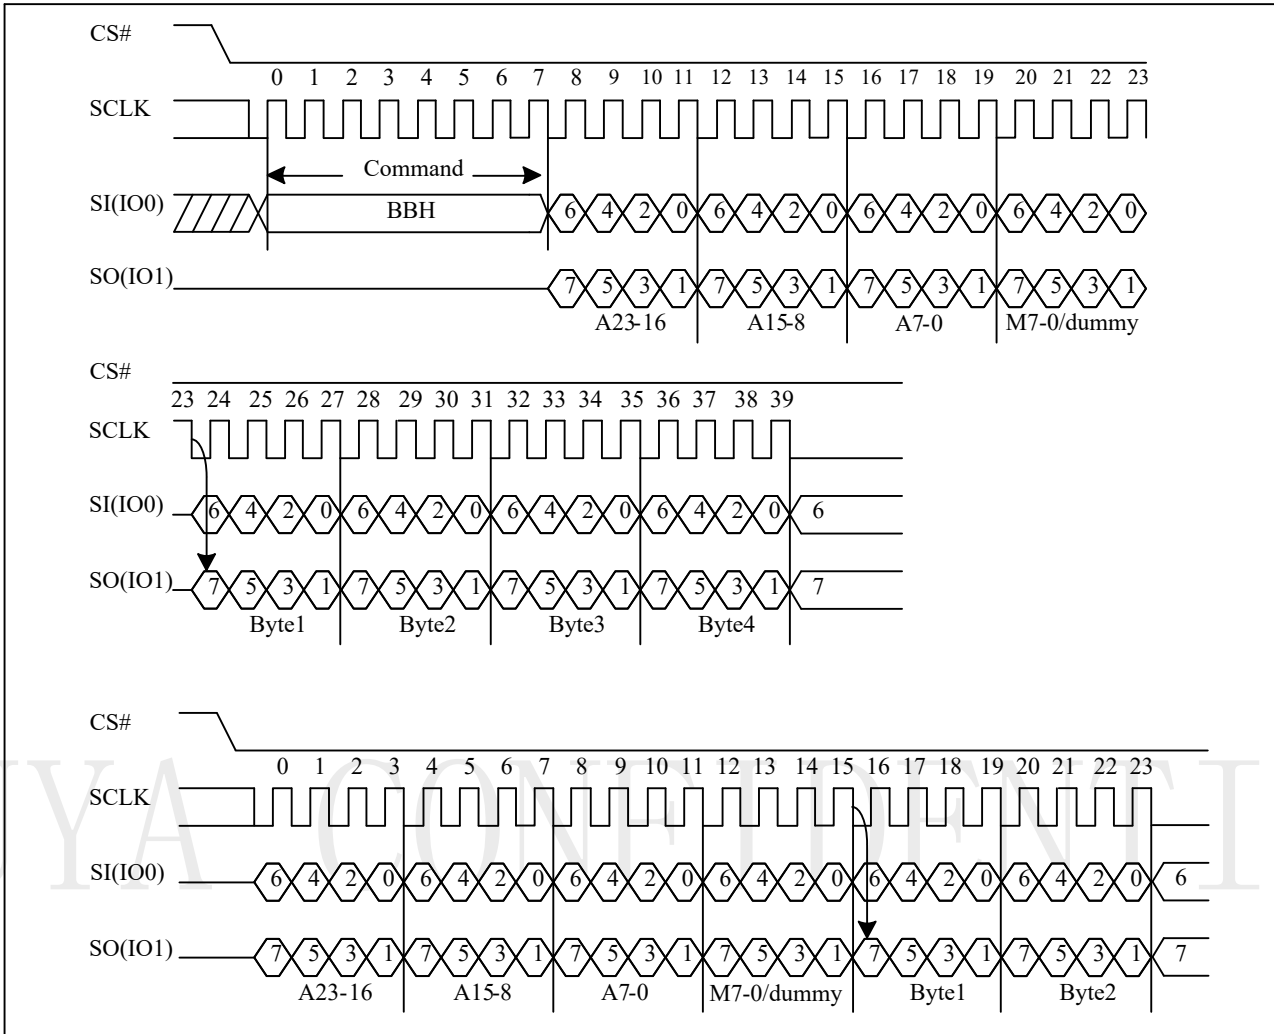 CS#
0 1 2 3 4 5 6 7 8 9 10 11 12 13 14 15 16 17 18 19 20 21 22 23
SCLK
Command
SI(IO0) BBH 6 4 2 0 6 4 2 0 6 4 2 0 6 4 2 0
SO(IO1) 7 5 3 1 7 5 3 1 7 5 3 1 7 5 3 1
A23-16 A15-8 A7-0 M7-0/dummy
CS#
23 24 25 26 27 28 29 30 31 32 33 34 35 36 37 38 39
SCLK
SI(IO0) 6 4 2 0 6 4 2 0 6 4 2 0 6 4 2 0 6
SO(IO1) 7 5 3 1 7 5 3 1 7 5 3 1 7 5 3 1 7
Byte1 Byte2 Byte3 Byte4
CS#
0 1 2 3 4 5 6 7 8 9 10 11 12 13 14 15 16 17 18 19 20 21 22 23
SCLK
UYA CONFIDENTI
SI(IO0) 6 4 2 0 6 4 2 0 6 4 2 0 6 4 2 0 6 4 2 0 6 4 2 0 6
SO(IO1) 7 5 3 1 7 5 3 1 7 5 3 1 7 5 3 1 7 5 3 1 7 5 3 1 7
A23-16 A15-8 A7-0 M7-0/dummy Byte1 Byte2